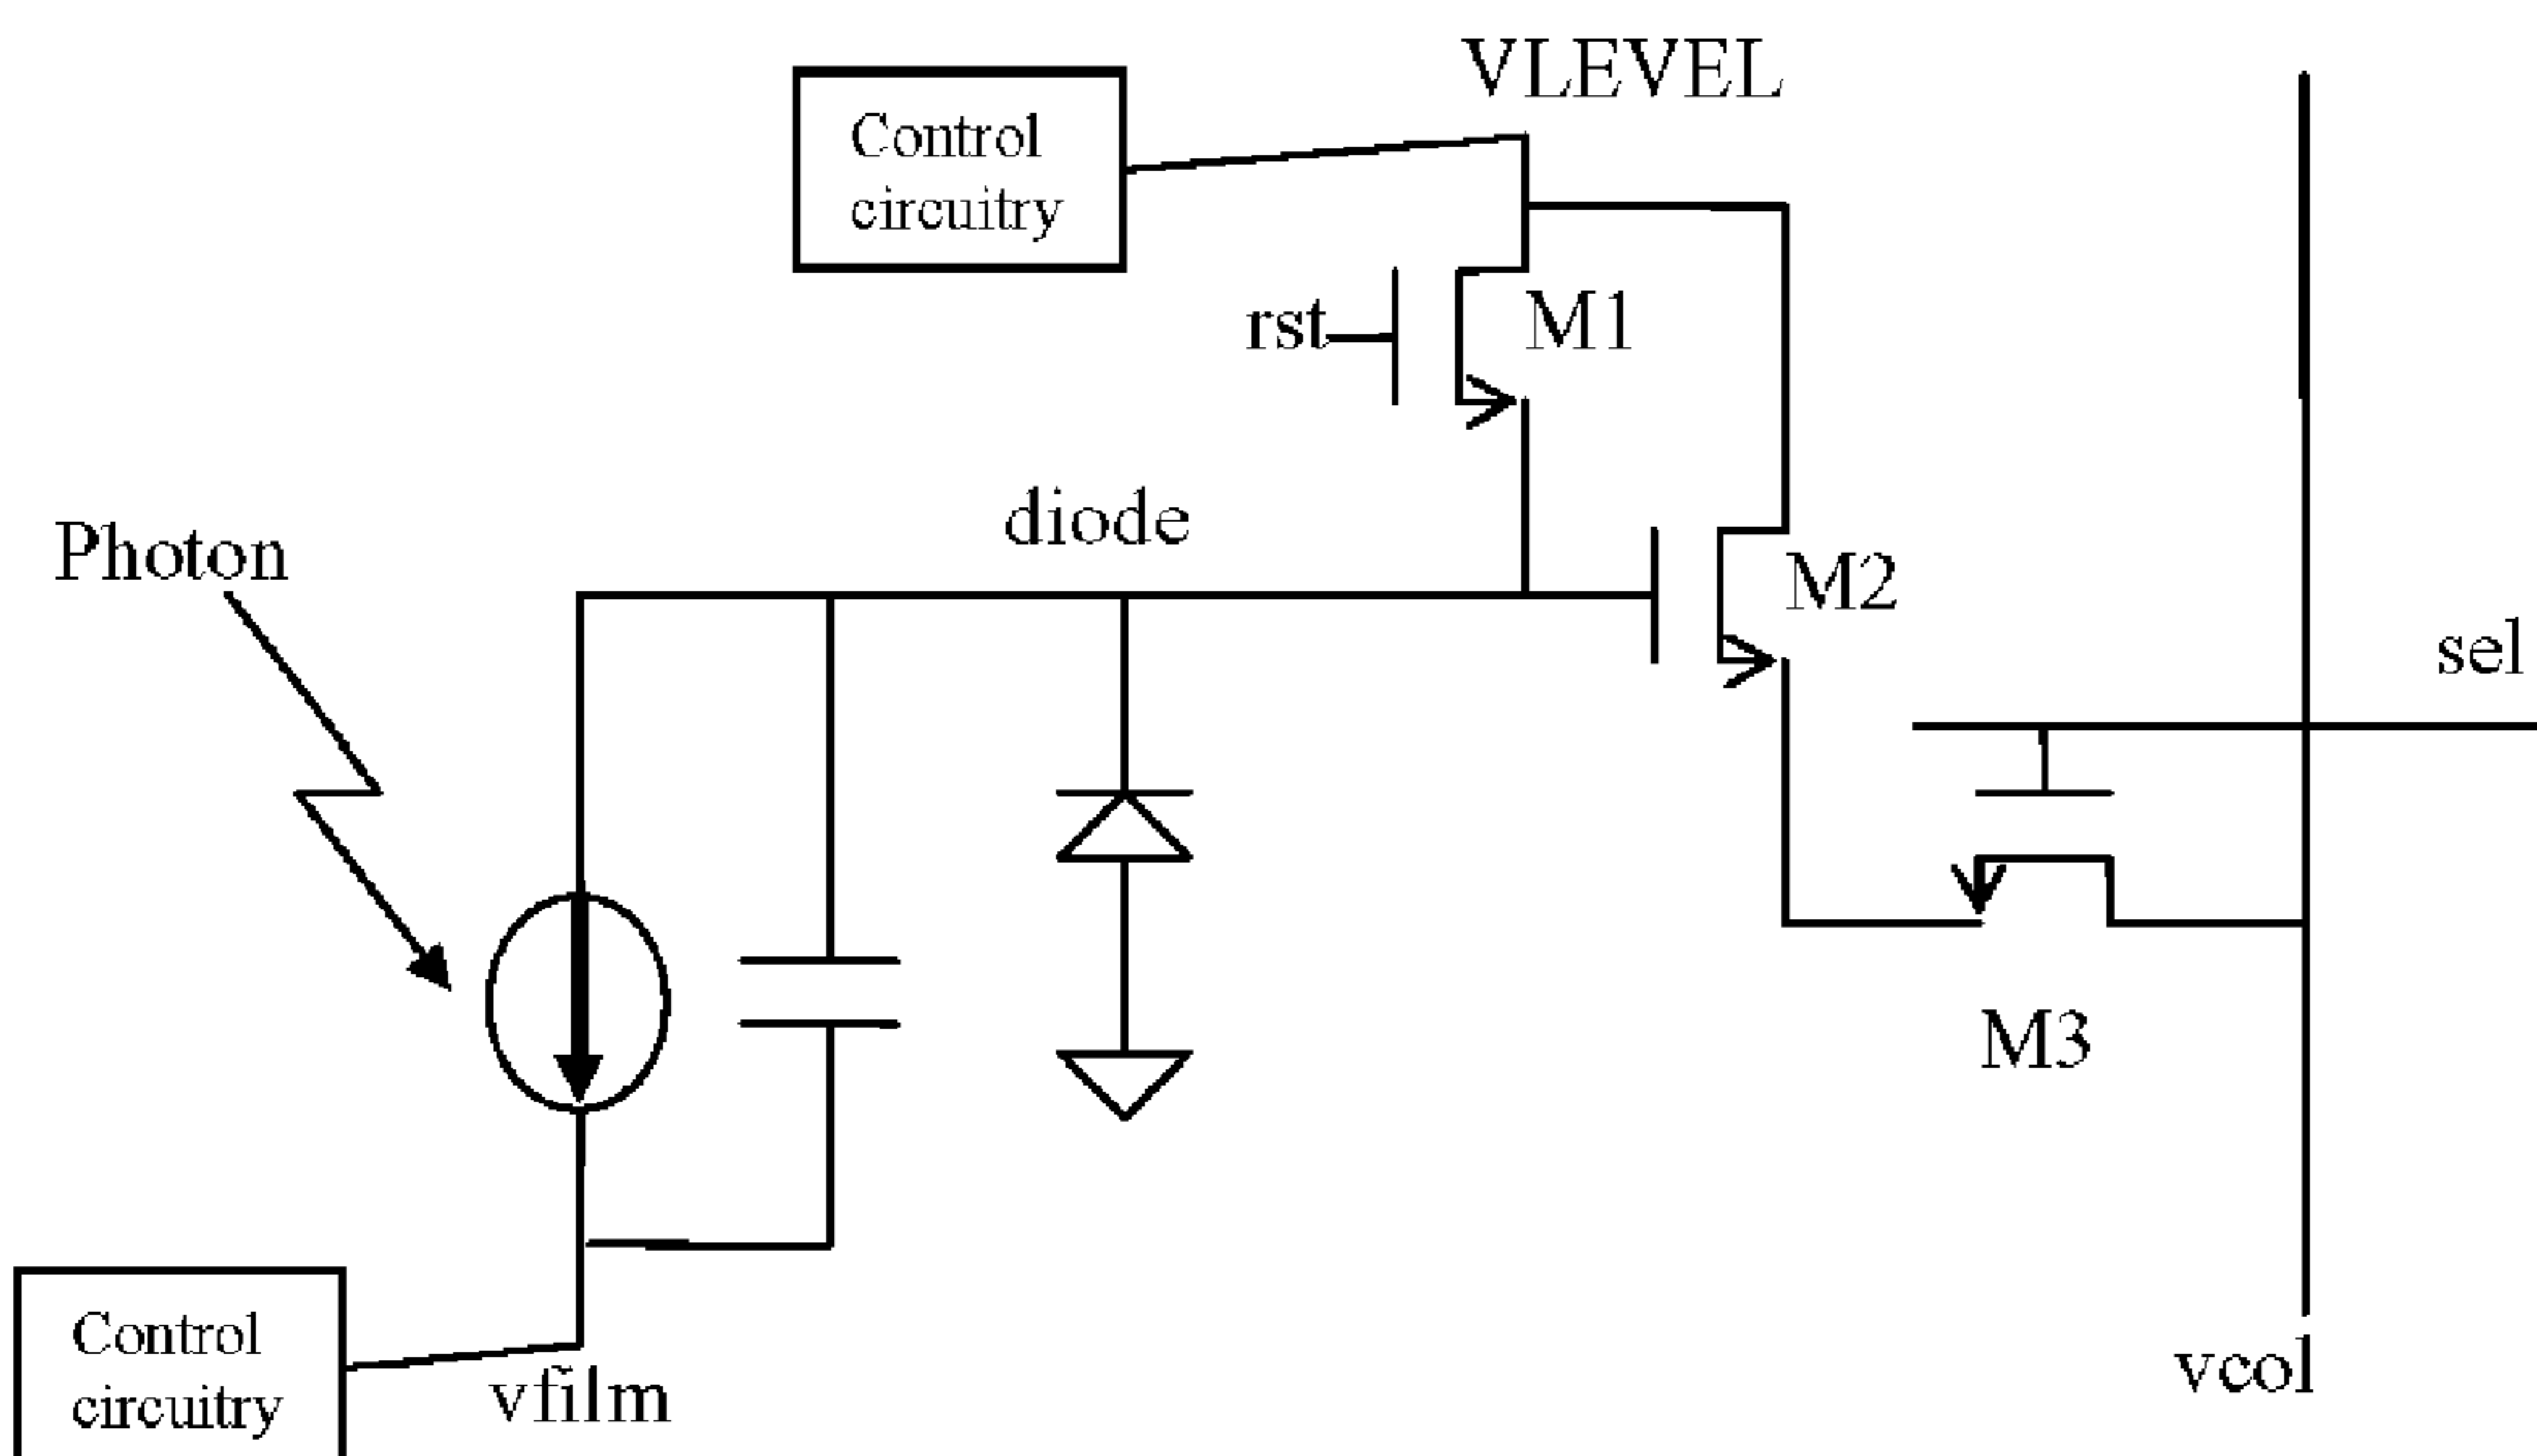 VLEVEL
Control
circuitry
rst
M1
diode
Photon
M2
sel
M3
Control
circuitry
vfilm
vcol